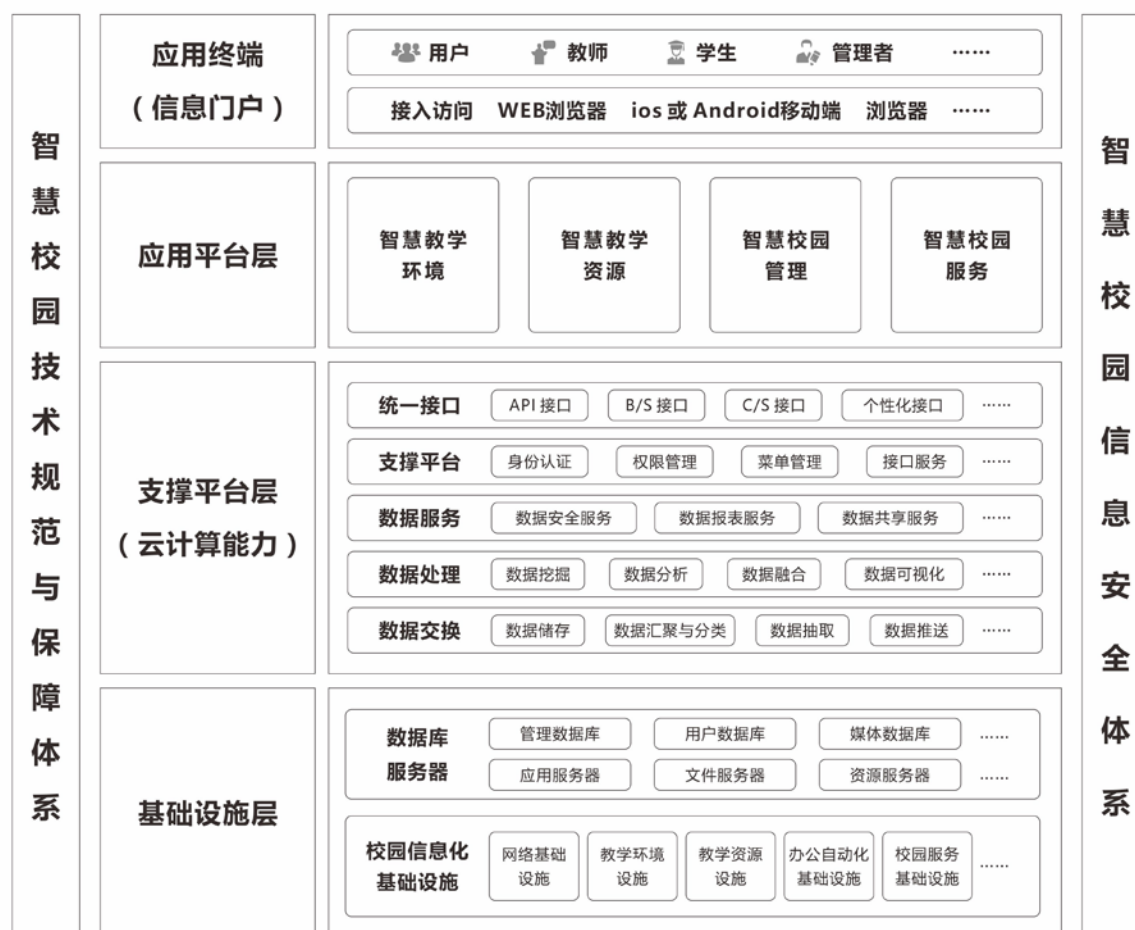 智慧校园技术规范与保障体系
应用终端
（信息门户）
用户 教师 学生 管理者 ……
接入访问 WEB浏览器 ios 或 Android移动端 浏览器 ……
应用平台层
智慧教学
环境
智慧教学
资源
智慧校园
管理
智慧校园
服务
支撑平台层
（云计算能力）
统一接口 API 接口 B/S 接口 C/S 接口 个性化接口 ……
支撑平台 身份认证 权限管理 菜单管理 接口服务 ……
数据服务 数据安全服务 数据报表服务 数据共享服务 ……
数据处理 数据挖掘 数据分析 数据融合 数据可视化 ……
数据交换 数据储存 数据汇聚与分类 数据抽取 数据推送 ……
基础设施层
数据库
服务器
管理数据库 用户数据库 媒体数据库 ……
应用服务器 文件服务器 资源服务器 ……
校园信息化
基础设施
网络基础
设施
教学环境
设施
教学资源
设施
办公自动化
基础设施
校园服务
基础设施
……
智慧校园信息安全体系